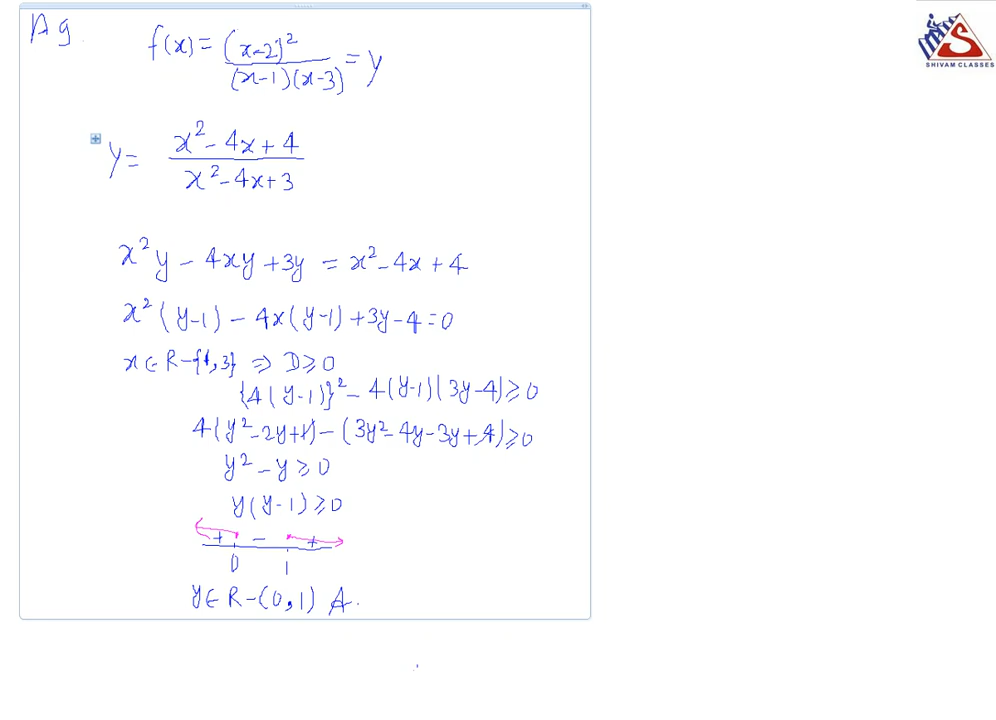 A9
f(x) = (x-2)² / (x-1)(x-3) = y
y = x² - 4x + 4 / x² - 4x + 3
x²y - 4xy + 3y = x² - 4x + 4
x²(y-1) - 4x(y-1) + 3y - 4 = 0
x ∈ R - {1,3} ⇒ D ≥ 0
{4(y-1)}² - 4(y-1)(3y-4) ≥ 0
4(y² - 2y + 1) - (3y² - 4y - 3y + 4) ≥ 0
y² - y ≥ 0
y(y-1) ≥ 0
+ - +
0 1
y ∈ R - (0,1) A.
SHIVAM CLASSES